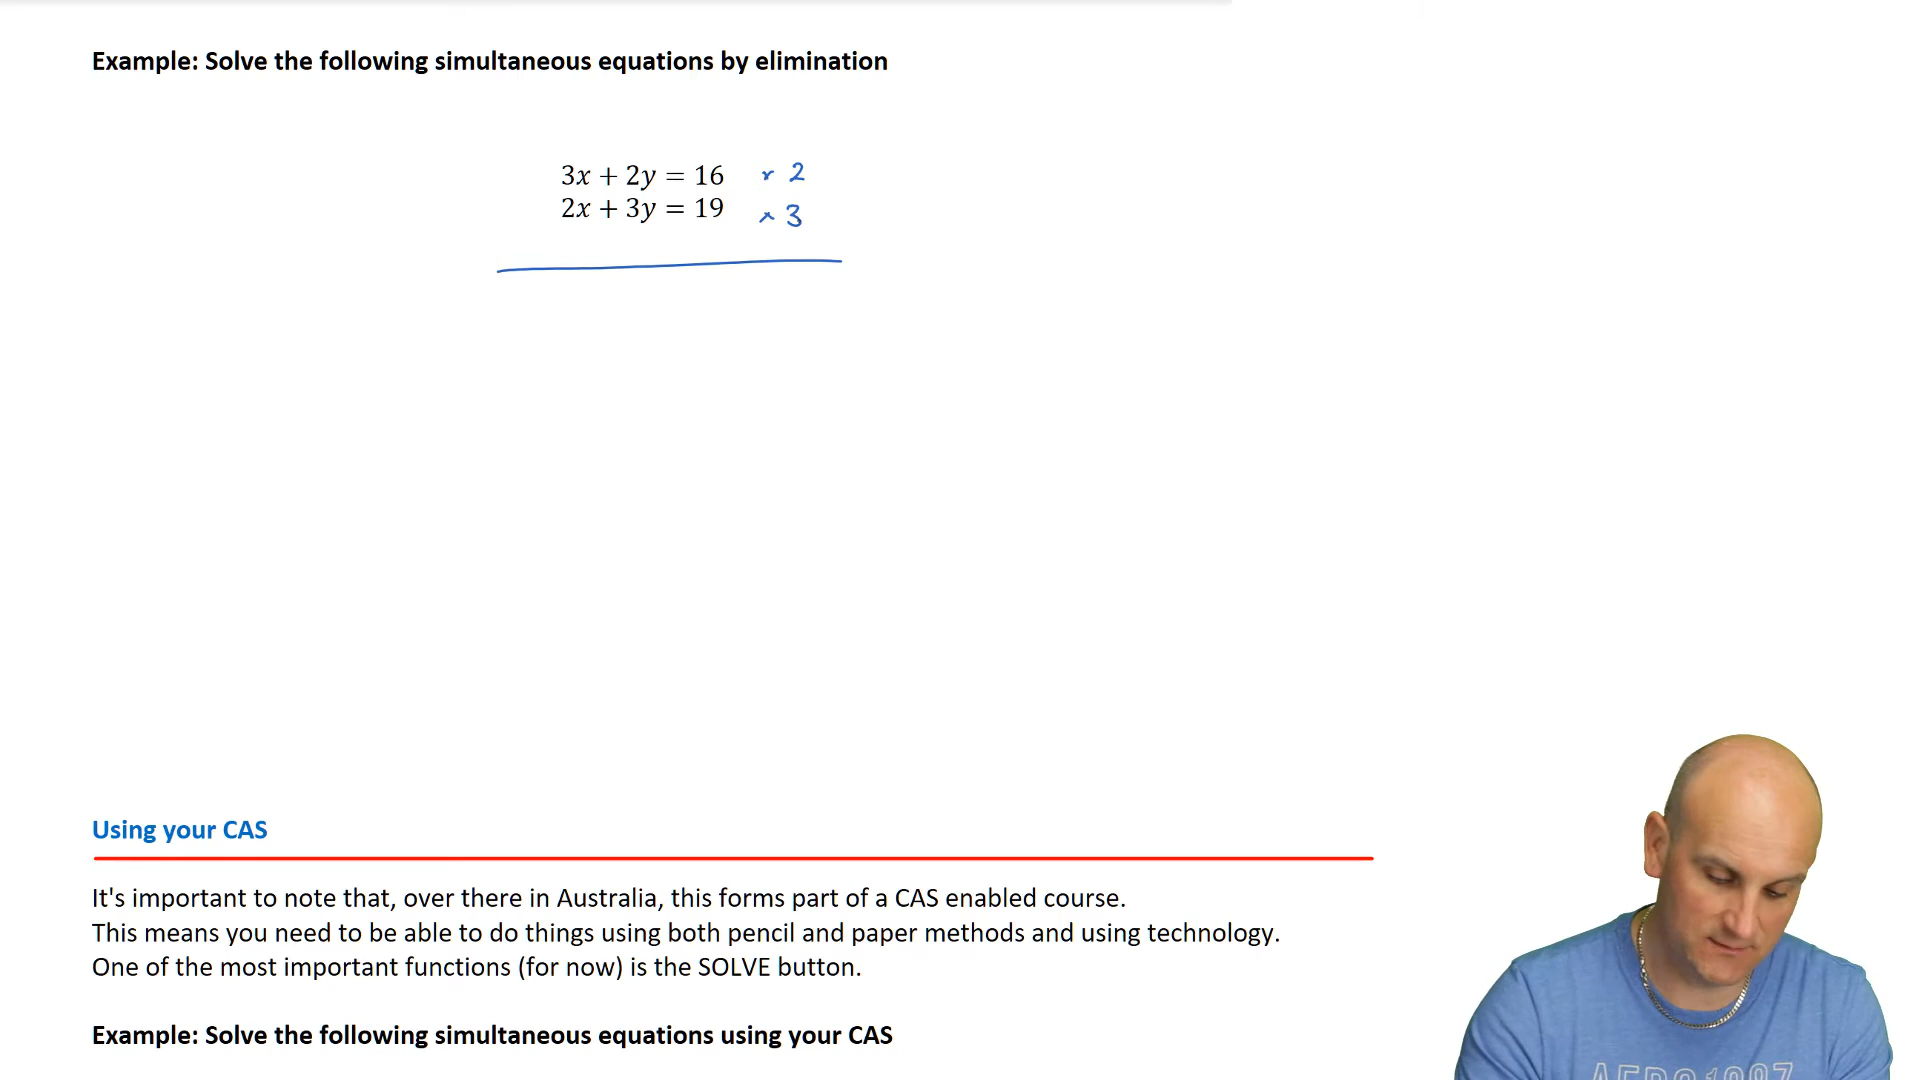 Example: Solve the following simultaneous equations by elimination
3x + 2y = 16 × 2
2x + 3y = 19 × 3
Using your CAS
It's important to note that, over there in Australia, this forms part of a CAS enabled course.
This means you need to be able to do things using both pencil and paper methods and using technology.
One of the most important functions (for now) is the SOLVE button.
Example: Solve the following simultaneous equations using your CAS